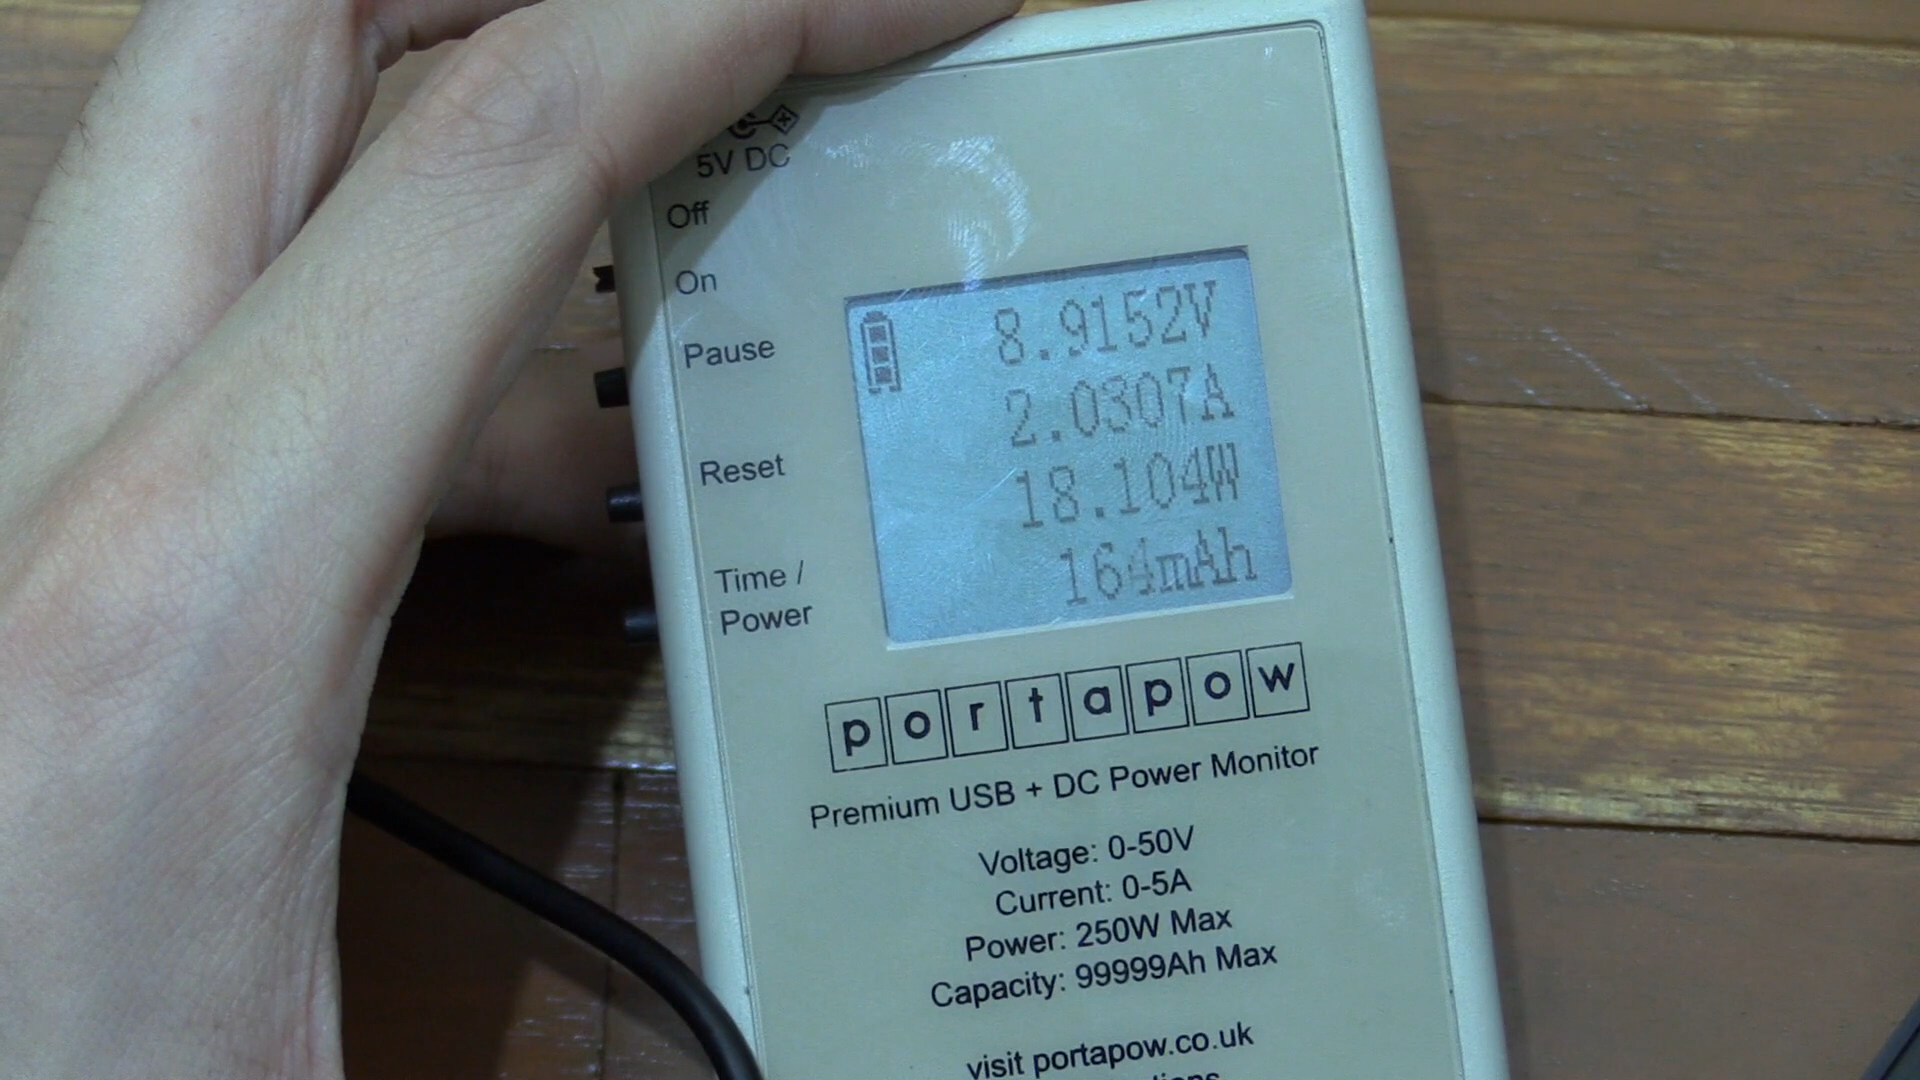 5V DC
Off
On
Pause
Reset
Time /
Power
8.9152V
2.0307A
18.104W
164mAh
portapow
Premium USB + DC Power Monitor
Voltage: 0-50V
Current: 0-5A
Power: 250W Max
Capacity: 99999Ah Max
visit portapow.co.uk